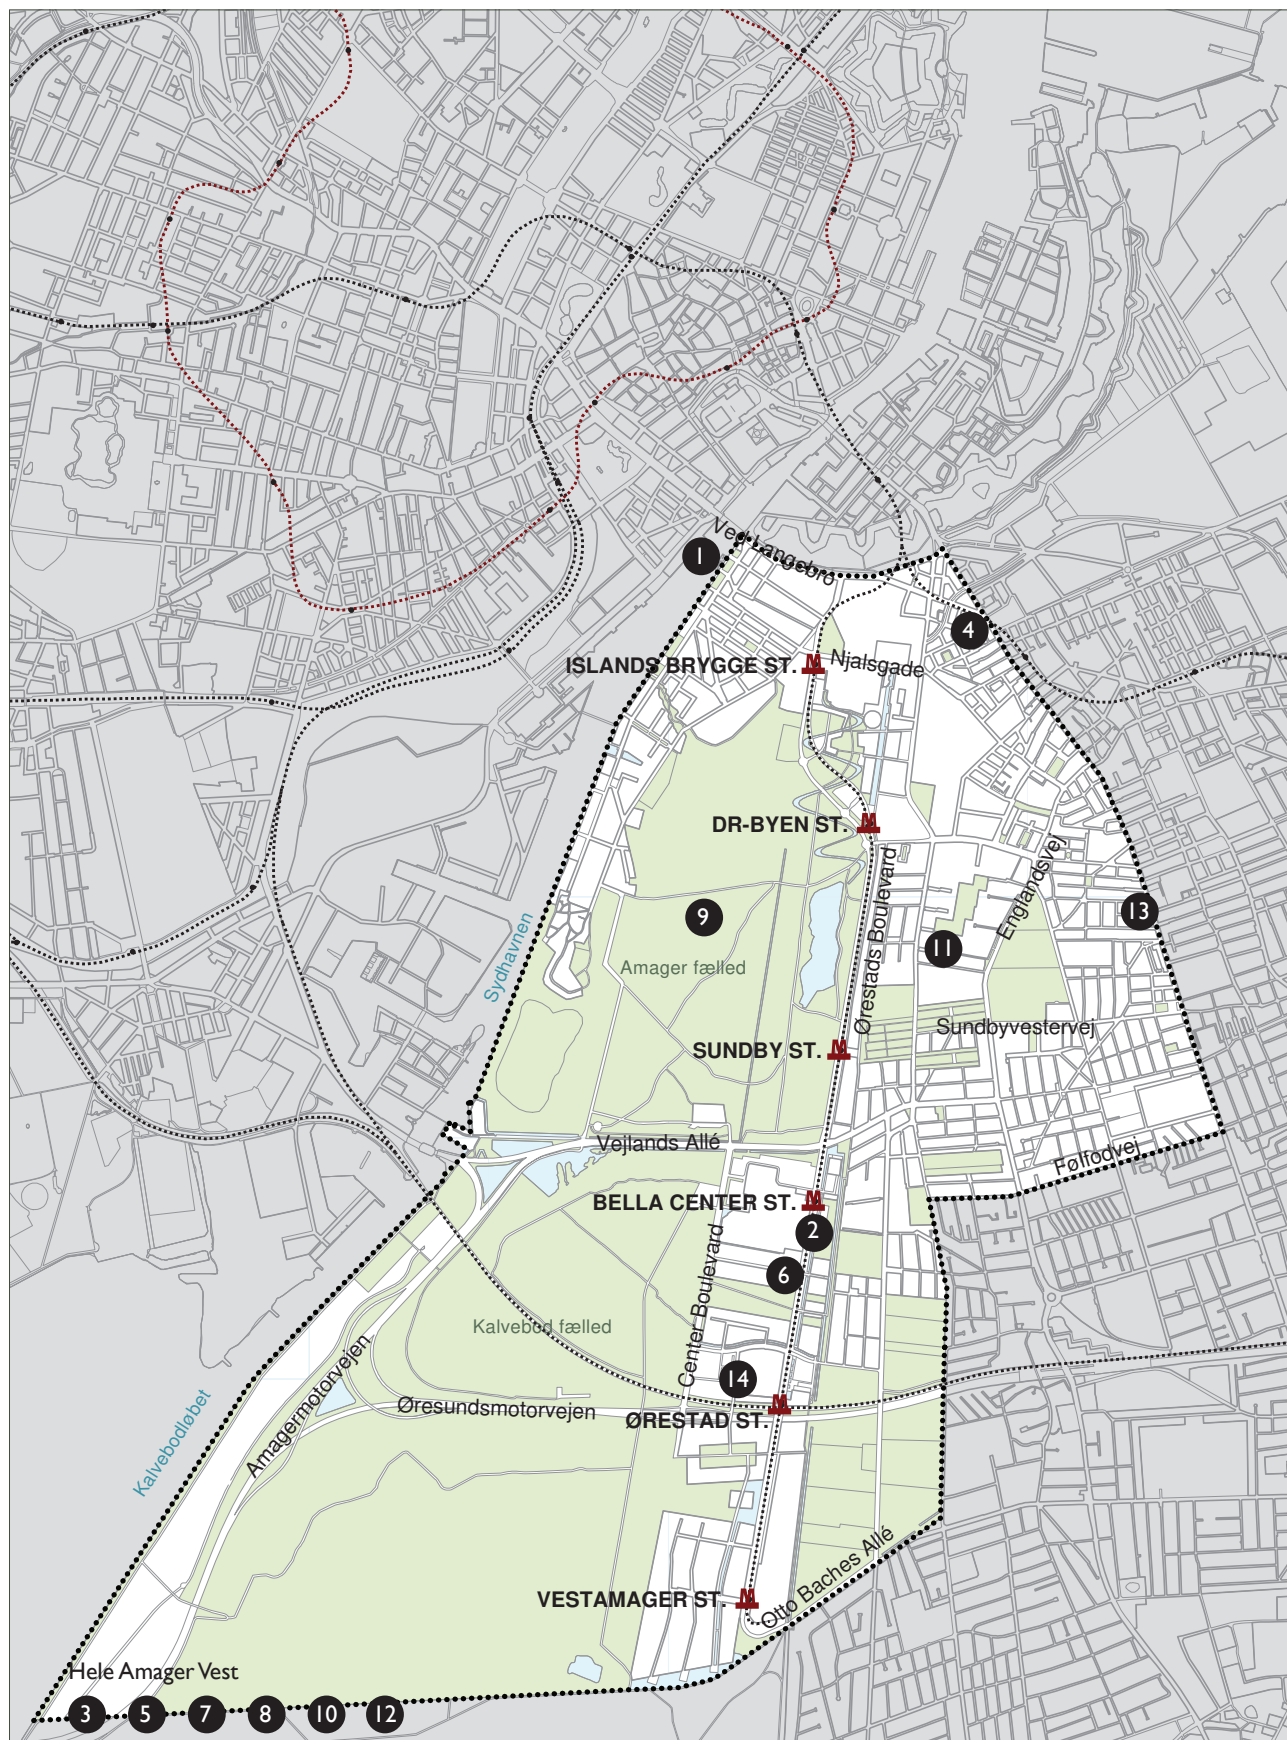 Ved Langebro
1
4
ISLANDS BRYGGE ST.
Njalsgade
DR-BYEN ST.
Englandsvej
Ørestads Boulevard
9
13
11
Sydhavnen
Amager fælled
Sundbyvestervej
SUNDBY ST.
Vejlands Allé
Følfodvej
BELLA CENTER ST.
2
6
Center Boulevard
Kalvebod fælled
14
Amagermotorvejen
Øresundsmotorvejen
ØRESTAD ST.
Kalvebodløbet
VESTAMAGER ST.
Otto Baches Allé
Hele Amager Vest
3 5 7 8 10 12